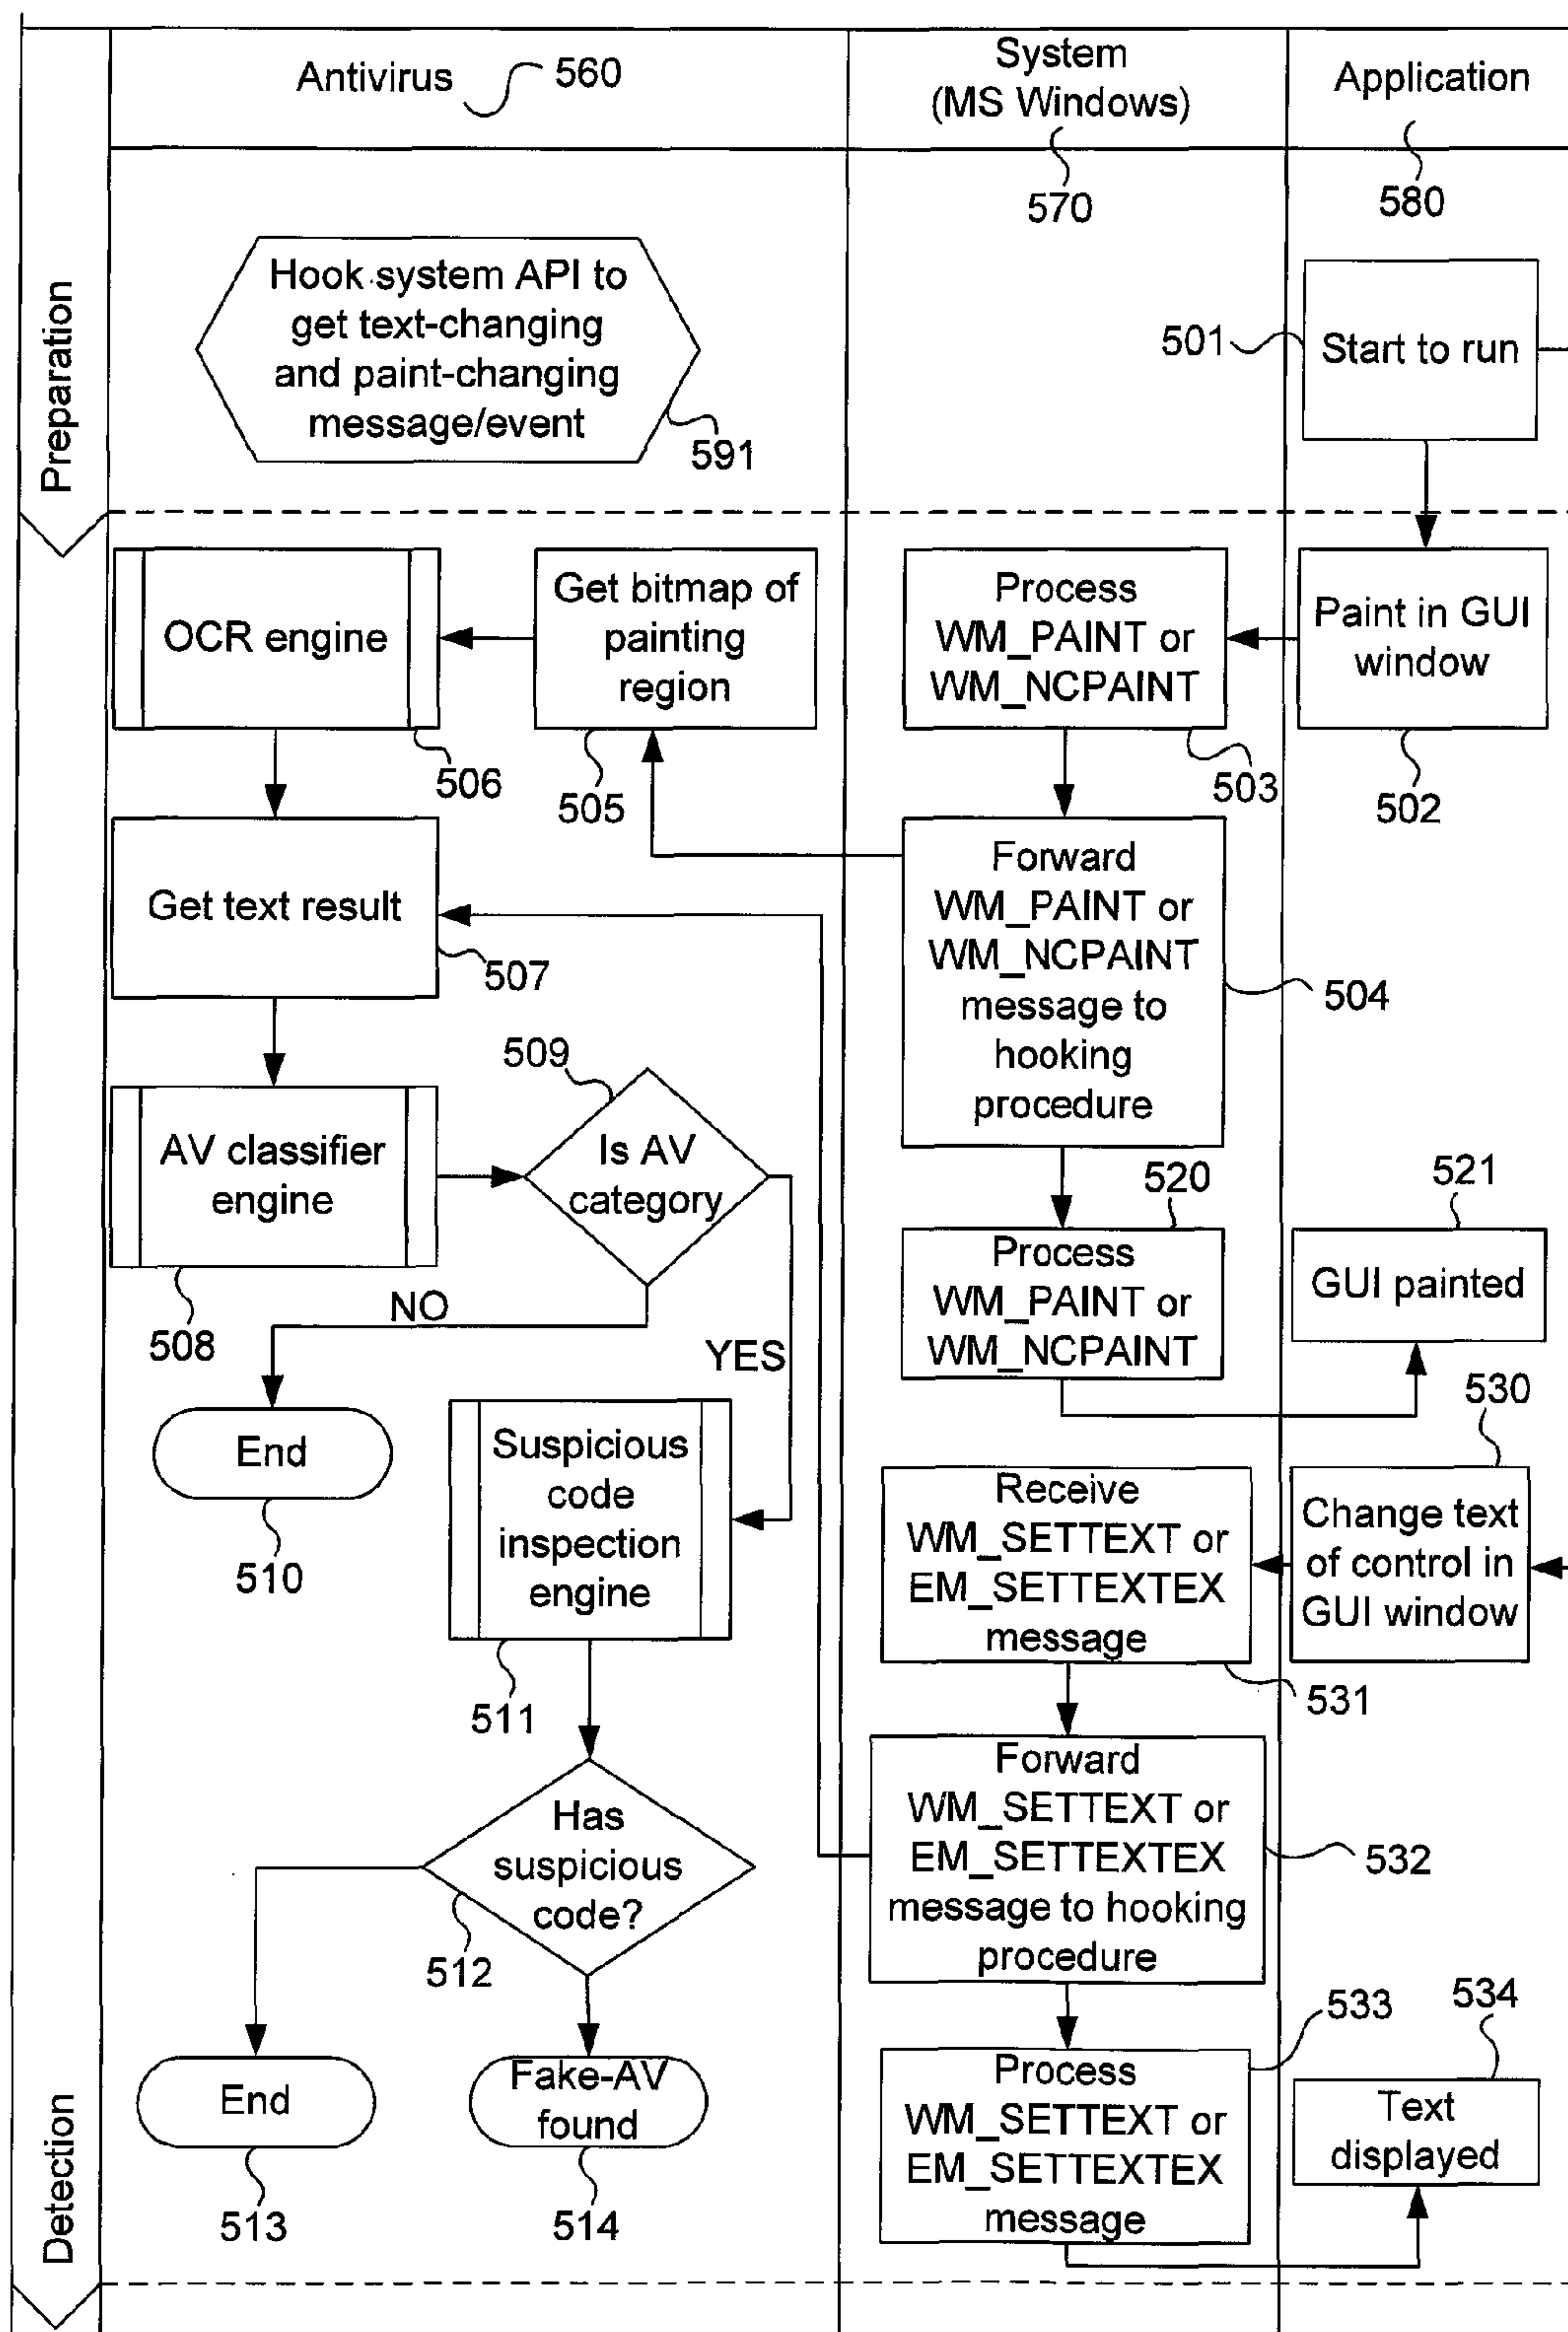 Antivirus
560
System
(MS Windows)
570
Application
580
Preparation
Hook system API to
get text-changing
and paint-changing
message/event
591
501
Start to run
OCR engine
506
Get bitmap of
painting
region
505
Process
WM_PAINT or
WM_NCPAINT
503
Paint in GUI
window
502
Get text result
507
Forward
WM_PAINT or
WM_NCPAINT
message to
hooking
procedure
504
AV classifier
engine
508
509
Is AV
category
NO
YES
520
Process
WM_PAINT or
WM_NCPAINT
521
GUI painted
End
510
Suspicious
code
inspection
engine
511
Receive
WM_SETTEXT or
EM_SETTEXTEX
message
531
530
Change text
of control in
GUI window
Has
suspicious
code?
512
Forward
WM_SETTEXT or
EM_SETTEXTEX
message to hooking
procedure
532
Detection
End
513
Fake-AV
found
514
533
Process
WM_SETTEXT or
EM_SETTEXTEX
message
534
Text
displayed